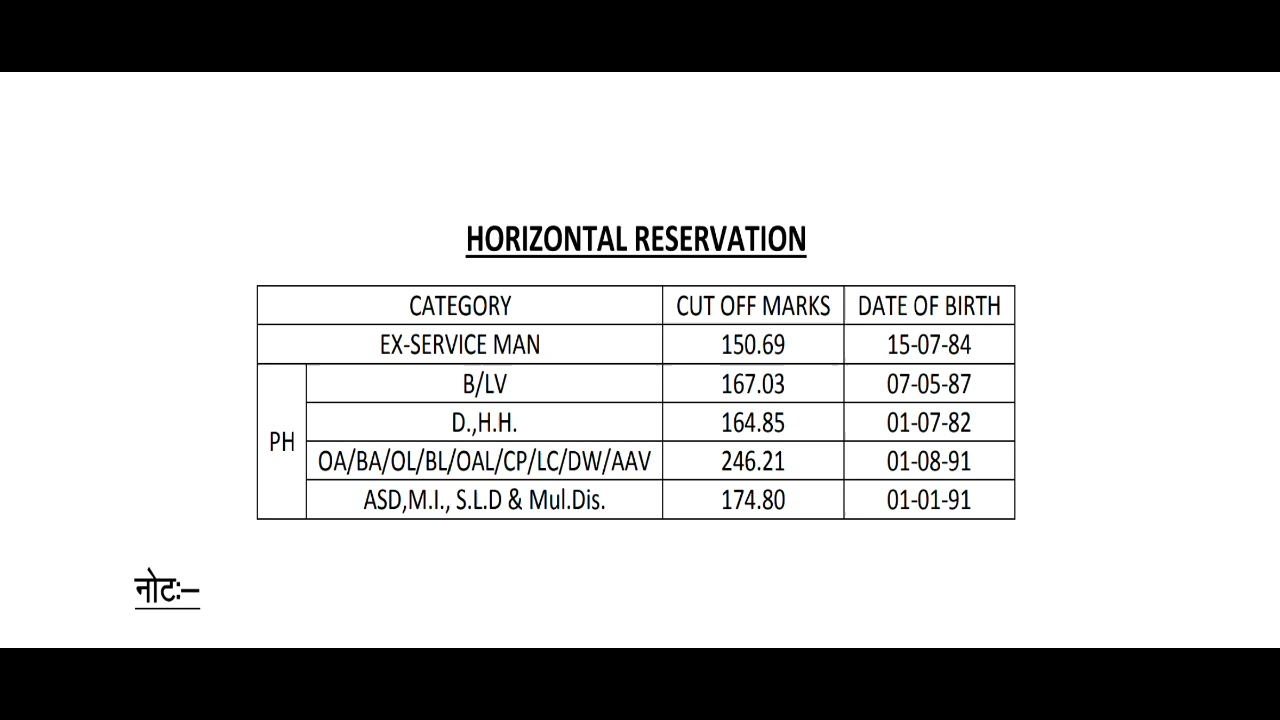 HORIZONTAL RESERVATION
CATEGORY CUT OFF MARKS DATE OF BIRTH
EX-SERVICE MAN 150.69 15-07-84
PH
B/LV 167.03 07-05-87
D.,H.H. 164.85 01-07-82
OA/BA/OL/BL/OAL/CP/LC/DW/AAV 246.21 01-08-91
ASD,M.I., S.L.D & Mul.Dis. 174.80 01-01-91
नोटः–